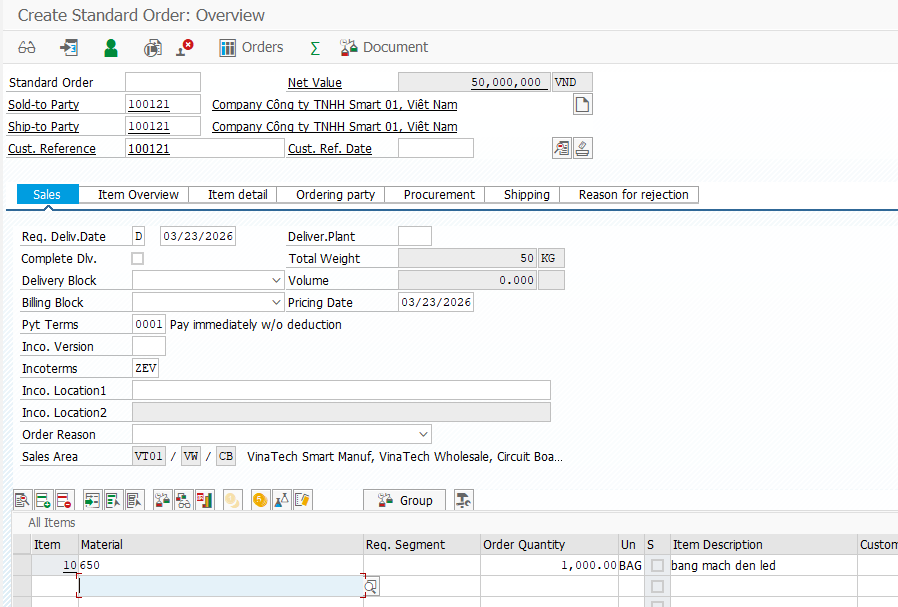 Create Standard Order: Overview
Orders Σ Document
Standard Order Net Value 50,000,000 VND
Sold-to Party 100121 Company Công ty TNHH Smart 01, Viêt Nam
Ship-to Party 100121 Company Công ty TNHH Smart 01, Viêt Nam
Cust. Reference 100121 Cust. Ref. Date
Sales Item Overview Item detail Ordering party Procurement Shipping Reason for rejection
Req. Deliv.Date D 03/23/2026 Deliver.Plant
Complete Dlv. Total Weight 50 KG
Delivery Block Volume 0.000
Billing Block Pricing Date 03/23/2026
Pyt Terms 0001 Pay immediately w/o deduction
Inco. Version
Incoterms ZEV
Inco. Location1
Inco. Location2
Order Reason
Sales Area VT01 / VW / CB VinaTech Smart Manuf, VinaTech Wholesale, Circuit Boa...
Group
All Items
Item Material Req. Segment Order Quantity Un S Item Description Custom
10 650 1,000.00 BAG bang mach den led